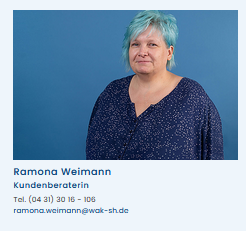 Ramona Weimann
Kundenberaterin
Tel. (04 31) 30 16 - 106
ramona.weimann@wak-sh.de